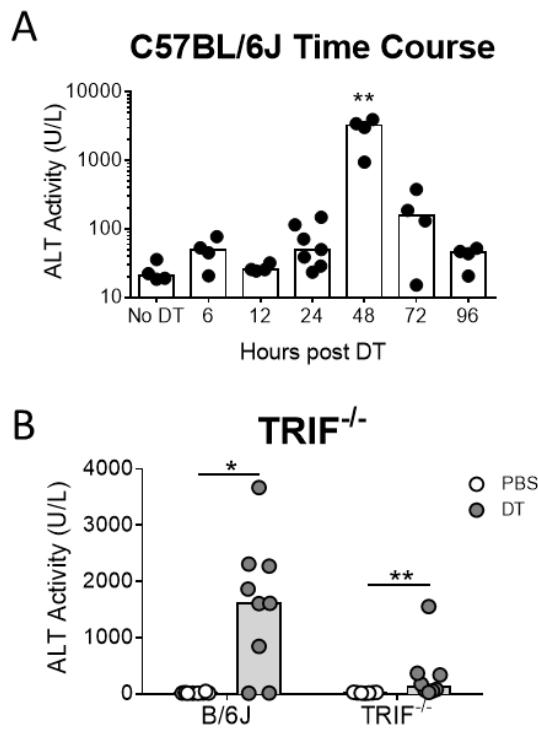 A
C57BL/6J Time Course
ALT Activity (U/L)
10000
1000
100
10
**
No DT 6 12 24 48 72 96
Hours post DT
B
TRIF-/-
ALT Activity (U/L)
4000
3000
2000
1000
0
*
**
PBS
DT
B/6J TRIF-/-